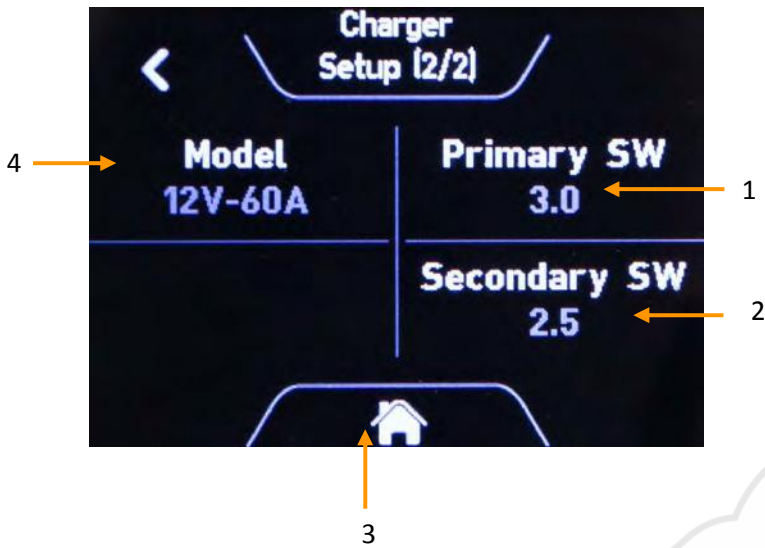 Charger
Setup (2/2)
4
Model
12V-60A
Primary SW
3.0
1
Secondary SW
2.5
2
3